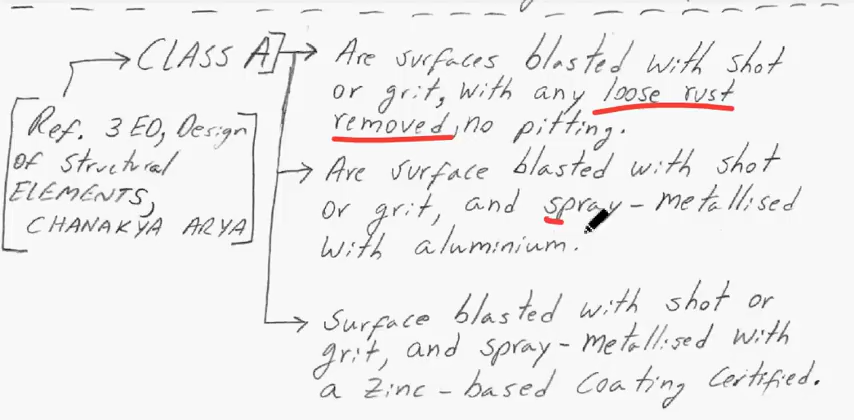 CLASS A
Are surfaces blasted with shot
or grit, with any loose rust
removed, no pitting.
Ref. 3 ED, Design
of structural
ELEMENTS,
CHANAKYA ARYA
Are surface blasted with shot
or grit, and spray-metallised
with aluminium.
Surface blasted with shot or
grit, and spray-metallised with
a zinc-based coating certified.